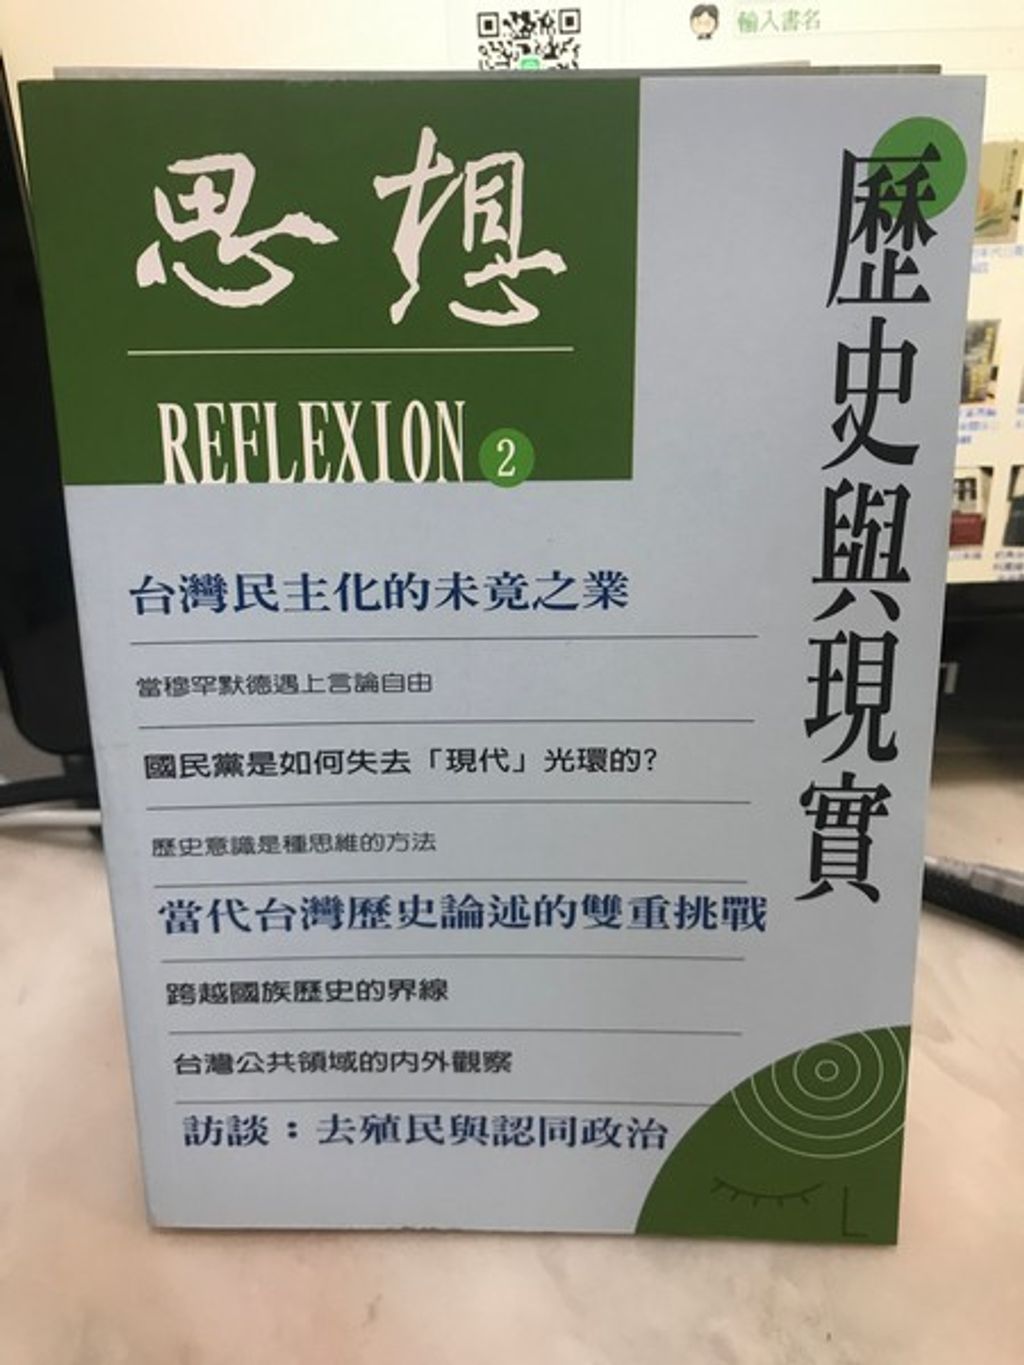 輸入書名
思想
REFLEXION 2
歷史與現實
台灣民主化的未竟之業
當穆罕默德遇上言論自由
國民黨是如何失去「現代」光環的?
歷史意識是種思維的方法
當代台灣歷史論述的雙重挑戰
跨越國族歷史的界線
台灣公共領域的內外觀察
訪談：去殖民與認同政治